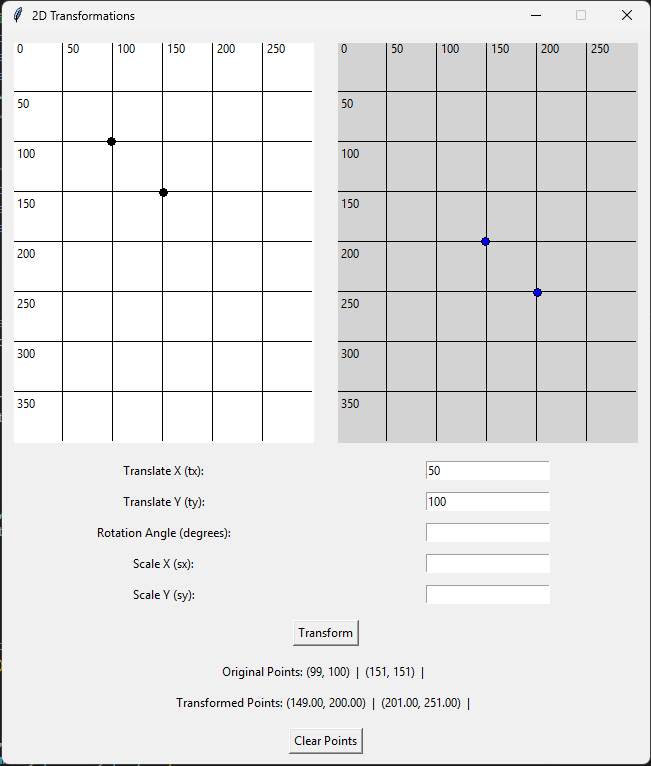 2D Transformations
0 50 100 150 200 250
0 50 100 150 200 250
50
50
100
100
150
150
200
200
250
250
300
300
350
350
Translate X (tx): 50
Translate Y (ty): 100
Rotation Angle (degrees):
Scale X (sx):
Scale Y (sy):
Transform
Original Points: (99, 100) | (151, 151) |
Transformed Points: (149.00, 200.00) | (201.00, 251.00) |
Clear Points